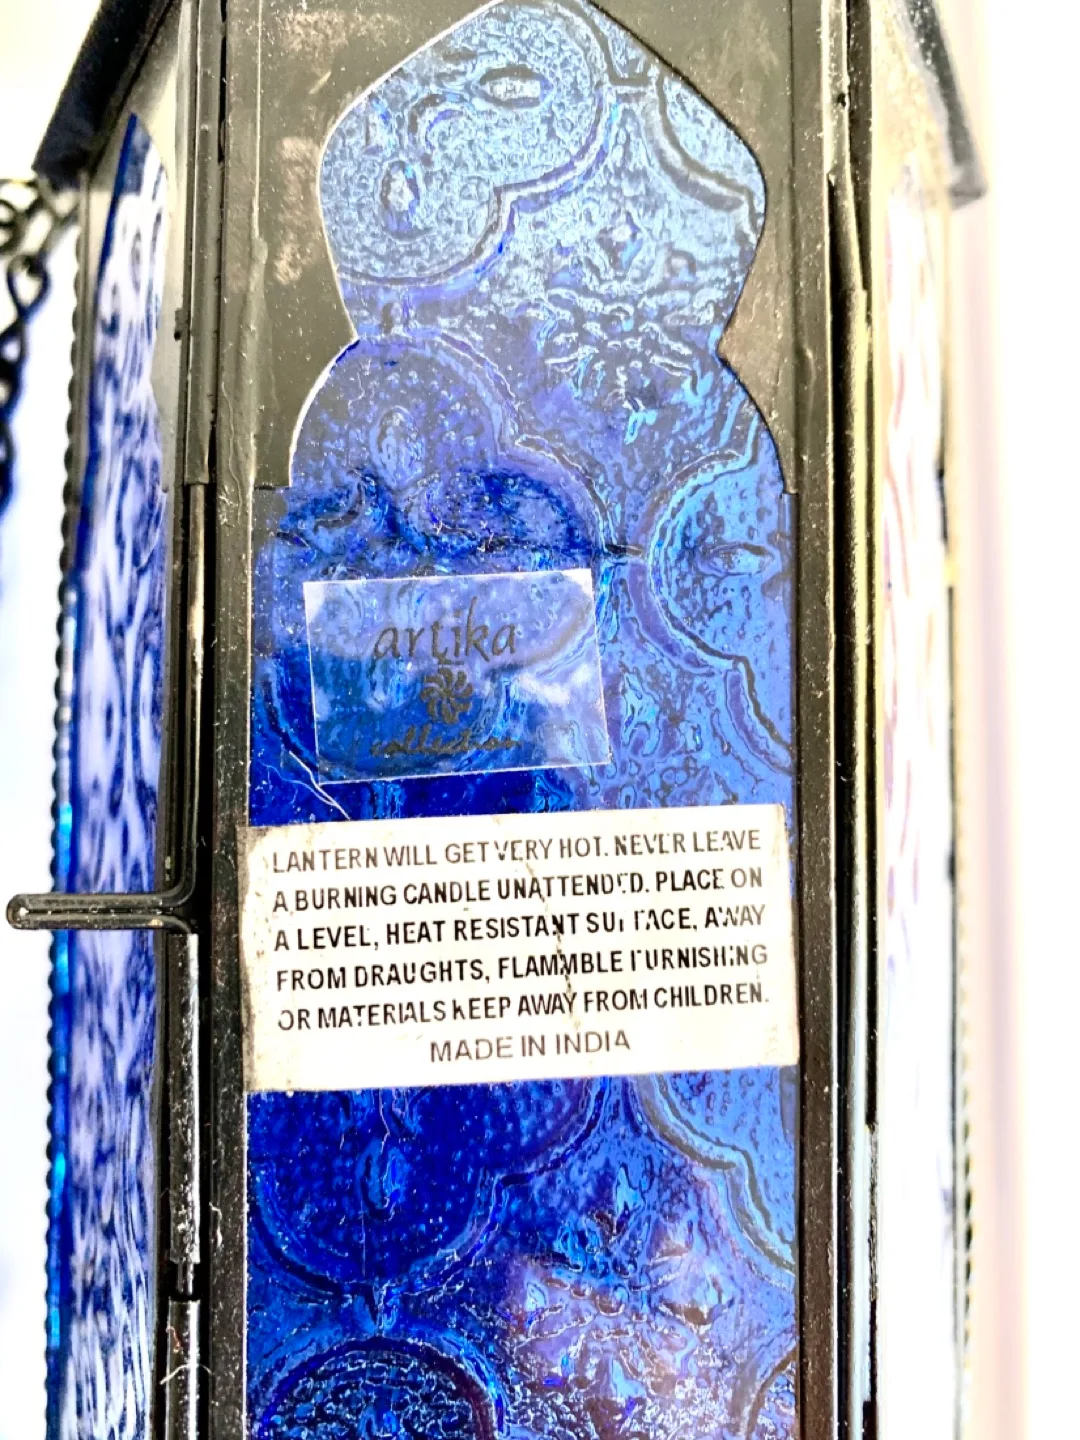 artika
collection
LANTERN WILL GET VERY HOT. NEVER LEAVE
A BURNING CANDLE UNATTENDED. PLACE ON
A LEVEL, HEAT RESISTANT SURFACE, AWAY
FROM DRAUGHTS, FLAMMBLE FURNISHING
OR MATERIALS KEEP AWAY FROM CHILDREN.
MADE IN INDIA